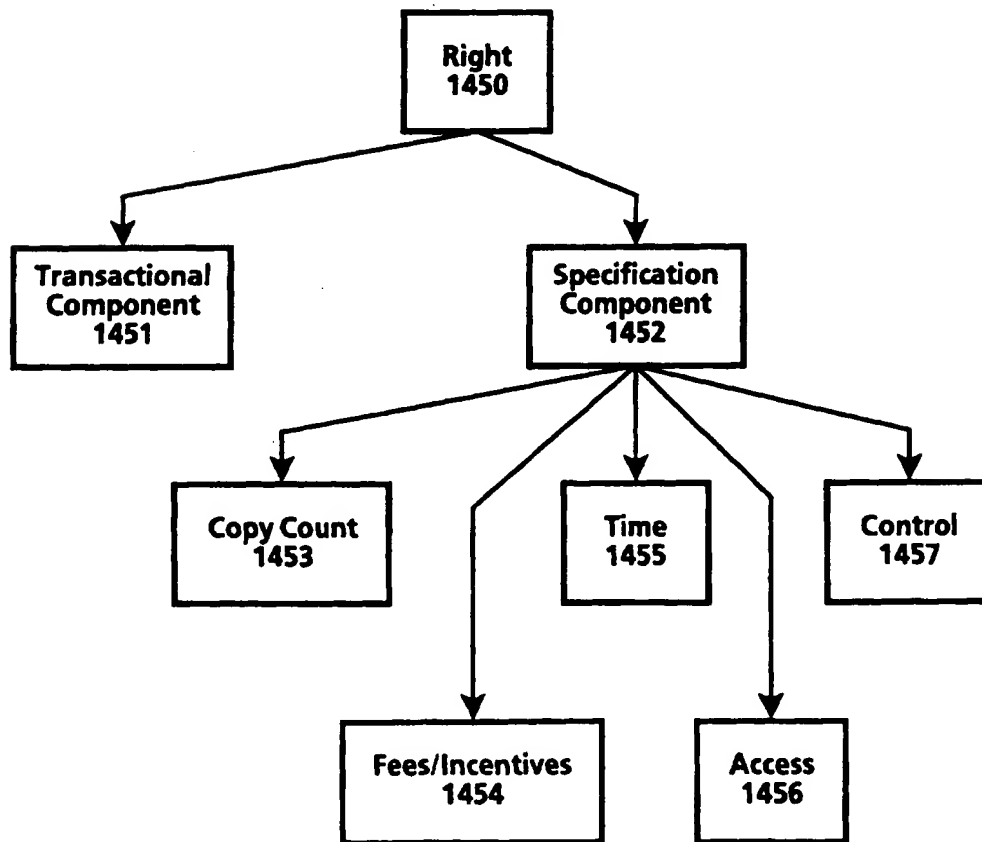 Right
1450
Transactional
Component
1451
Specification
Component
1452
Copy Count
1453
Time
1455
Control
1457
Fees/Incentives
1454
Access
1456